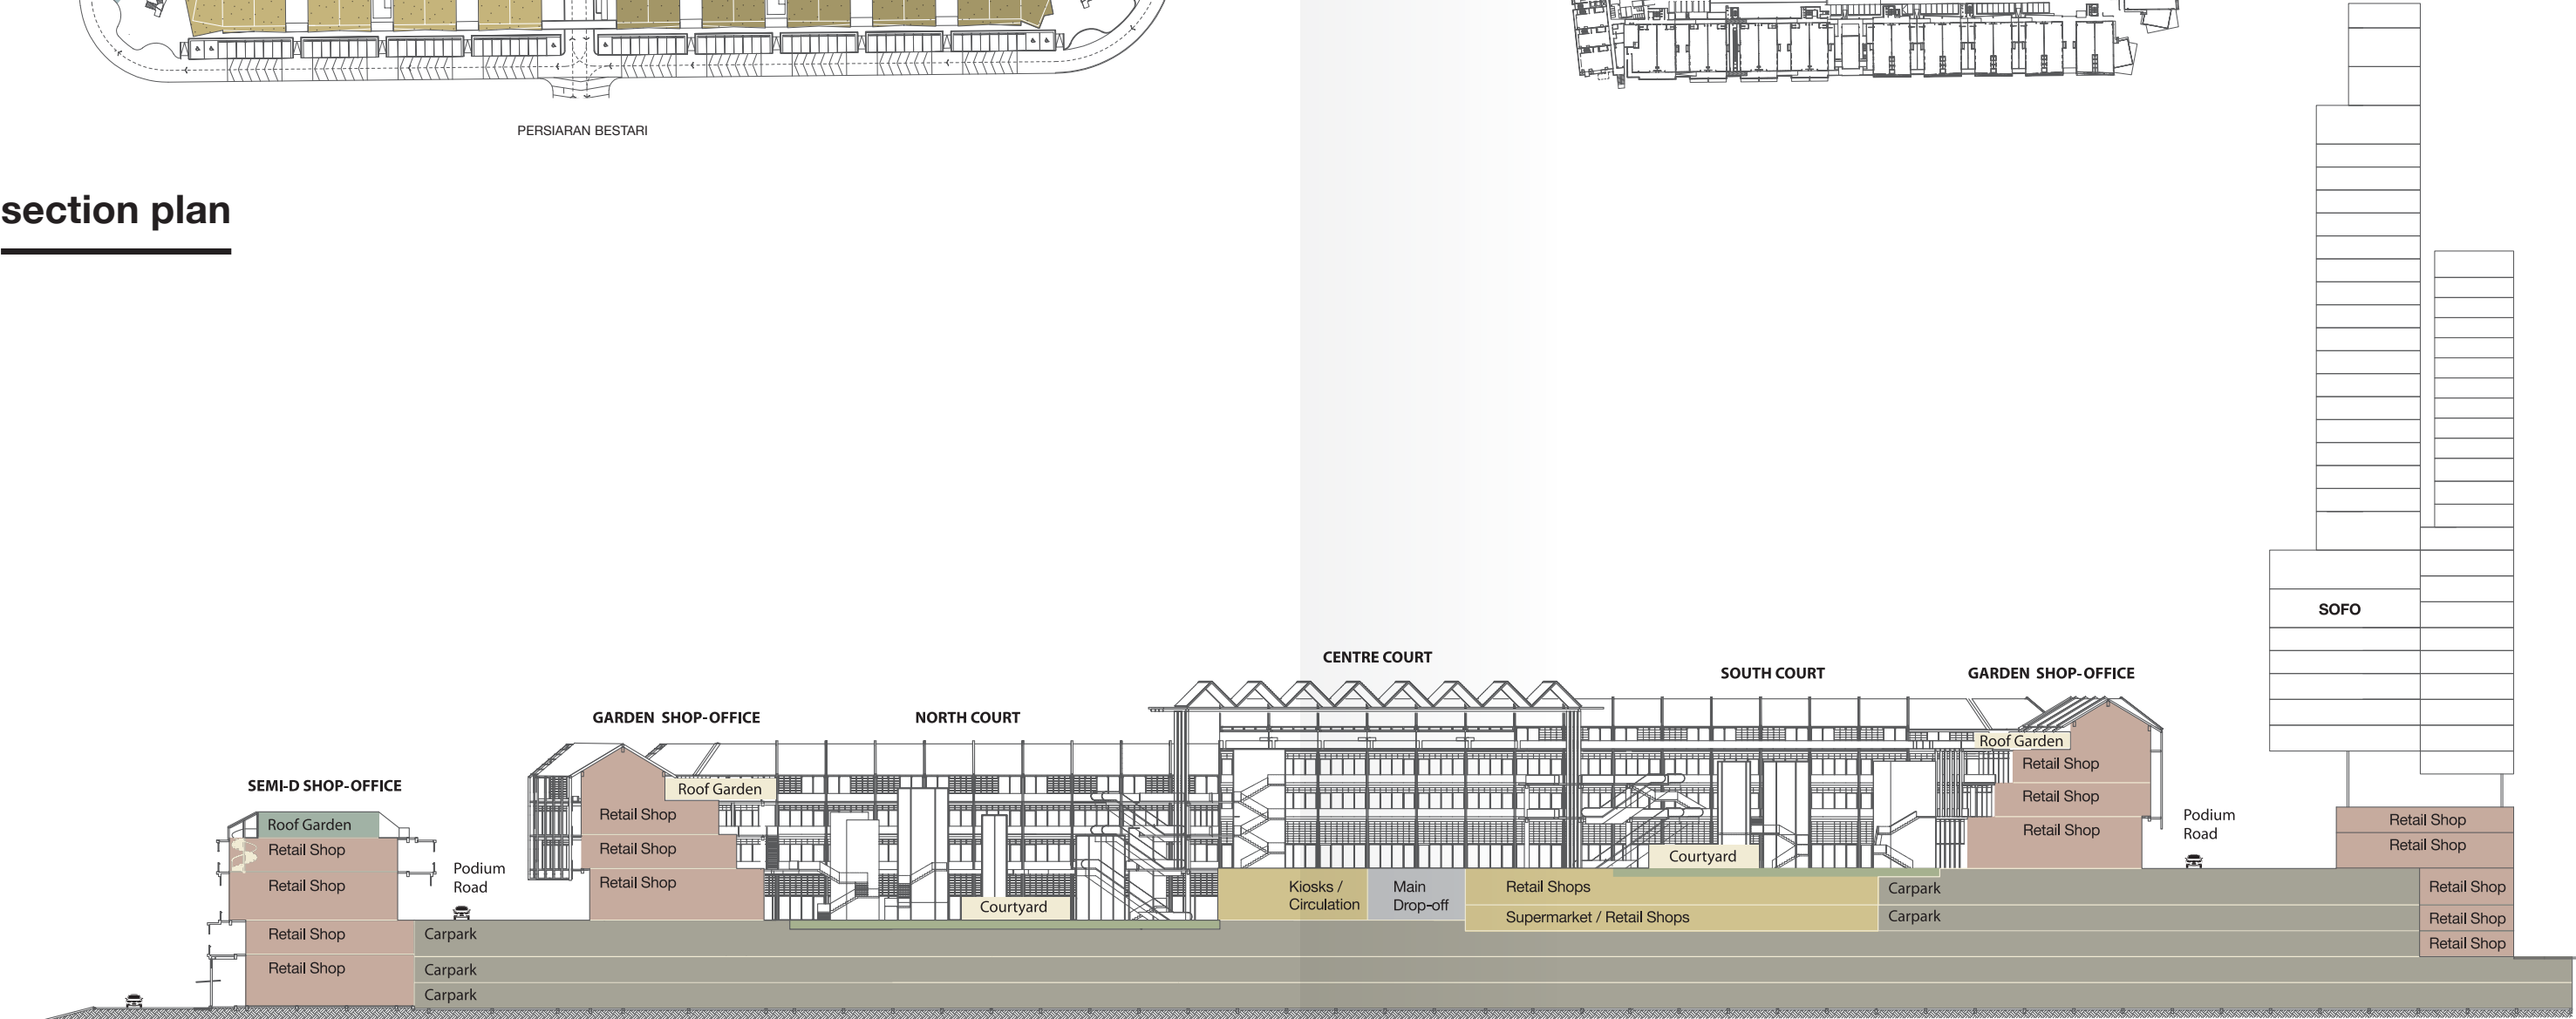 PERSIARAN BESTARI
section plan
SOFO
CENTRE COURT
SOUTH COURT
GARDEN SHOP-OFFICE
GARDEN SHOP-OFFICE
NORTH COURT
SEMI-D SHOP-OFFICE
Roof Garden
Retail Shop
Retail Shop
Retail Shop
Retail Shop
Podium
Road
Carpark
Carpark
Carpark
Roof Garden
Retail Shop
Retail Shop
Retail Shop
Courtyard
Kiosks /
Circulation
Main
Drop-off
Retail Shops
Supermarket / Retail Shops
Courtyard
Carpark
Carpark
Roof Garden
Retail Shop
Retail Shop
Retail Shop
Podium
Road
Retail Shop
Retail Shop
Retail Shop
Retail Shop
Retail Shop